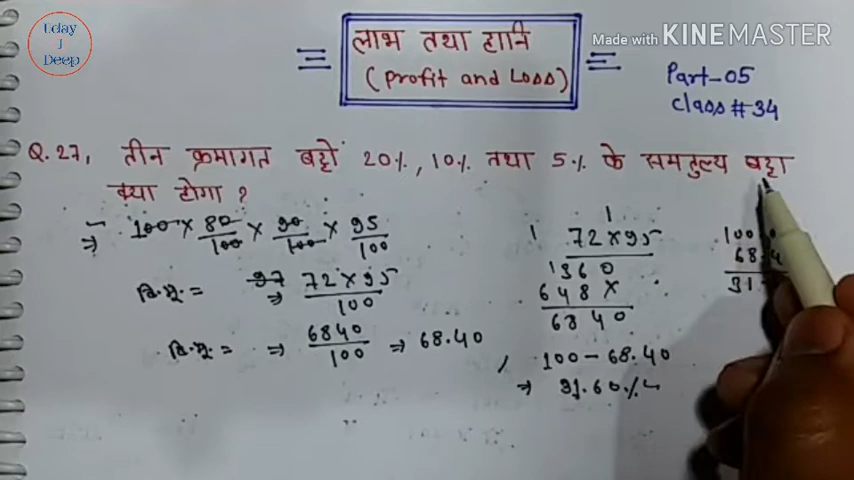 Uday
J
Deep
लाभ तथा हानि
(Profit and Loss)
Made with KINEMASTER
Part-05
Class # 34
Q.27, तीन क्रमागत बट्टों 20%, 10% तथा 5% के समतुल्य बट्टा
क्या होगा ?
⇒ 100 × 80/100 × 90/100 × 95/100
वि.मू. = ⇒ 72×95/100
वि.मू. = ⇒ 6840/100 ⇒ 68.40
72×95
1360
648×
6840
100 - 68.40
⇒ 31.60%